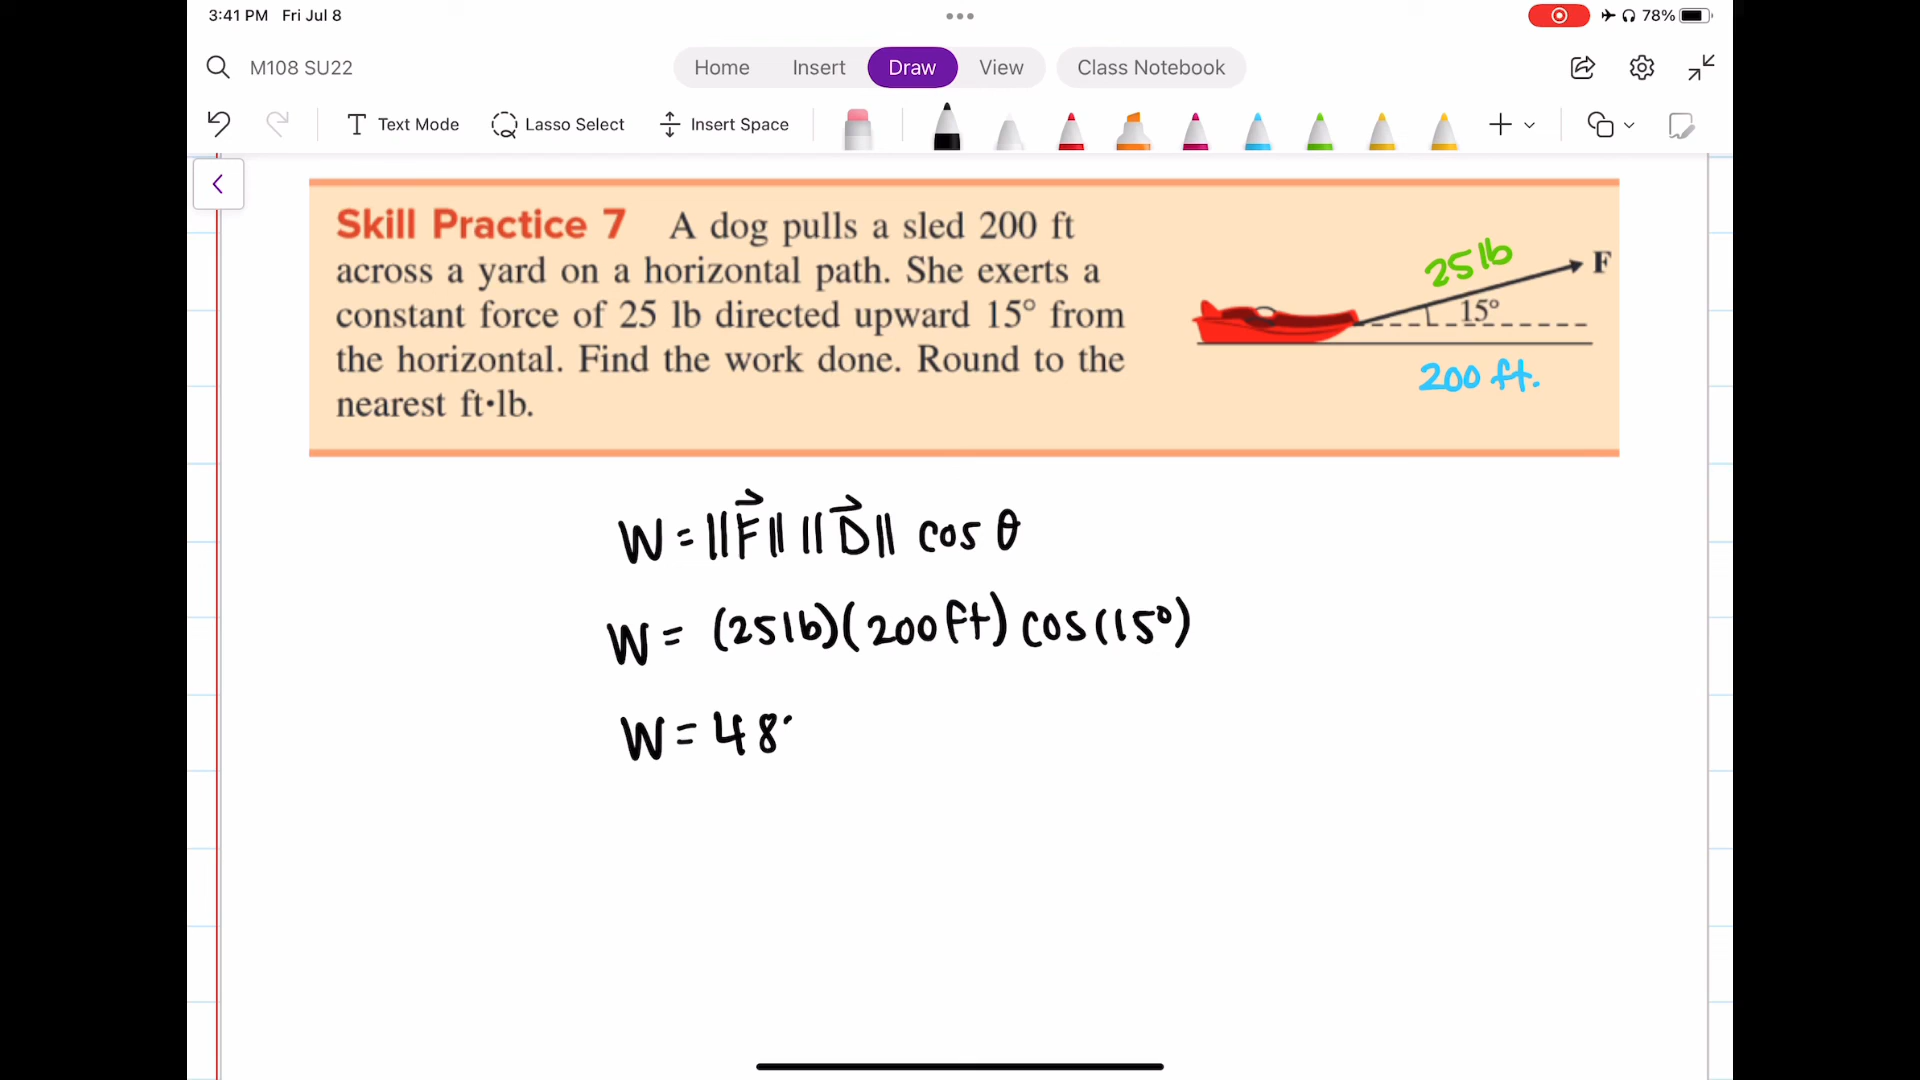 3:41 PM Fri Jul 8
78%
M108 SU22
Home Insert Draw View Class Notebook
Text Mode Lasso Select Insert Space
Skill Practice 7 A dog pulls a sled 200 ft
across a yard on a horizontal path. She exerts a
constant force of 25 lb directed upward 15° from
the horizontal. Find the work done. Round to the
nearest ft•lb.
25 lb
F
15°
200 ft.
W = ||F⃗|| ||D⃗|| cos θ
W = (25 lb)(200 ft) cos(15°)
W = 48